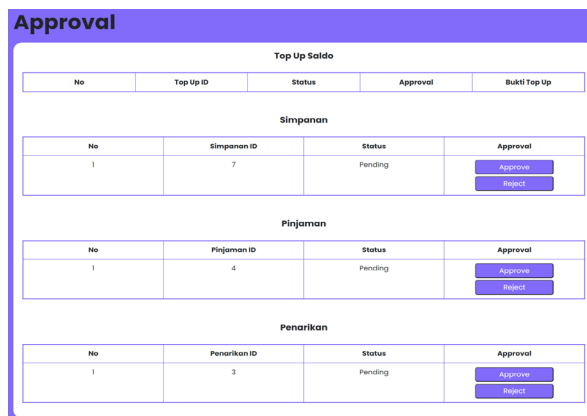 Approval
Top Up Saldo
No Top Up ID Status Approval Bukti Top Up
Simpanan
No Simpanan ID Status Approval
1 7 Pending Approve
Reject
Pinjaman
No Pinjaman ID Status Approval
1 4 Pending Approve
Reject
Penarikan
No Penarikan ID Status Approval
1 3 Pending Approve
Reject